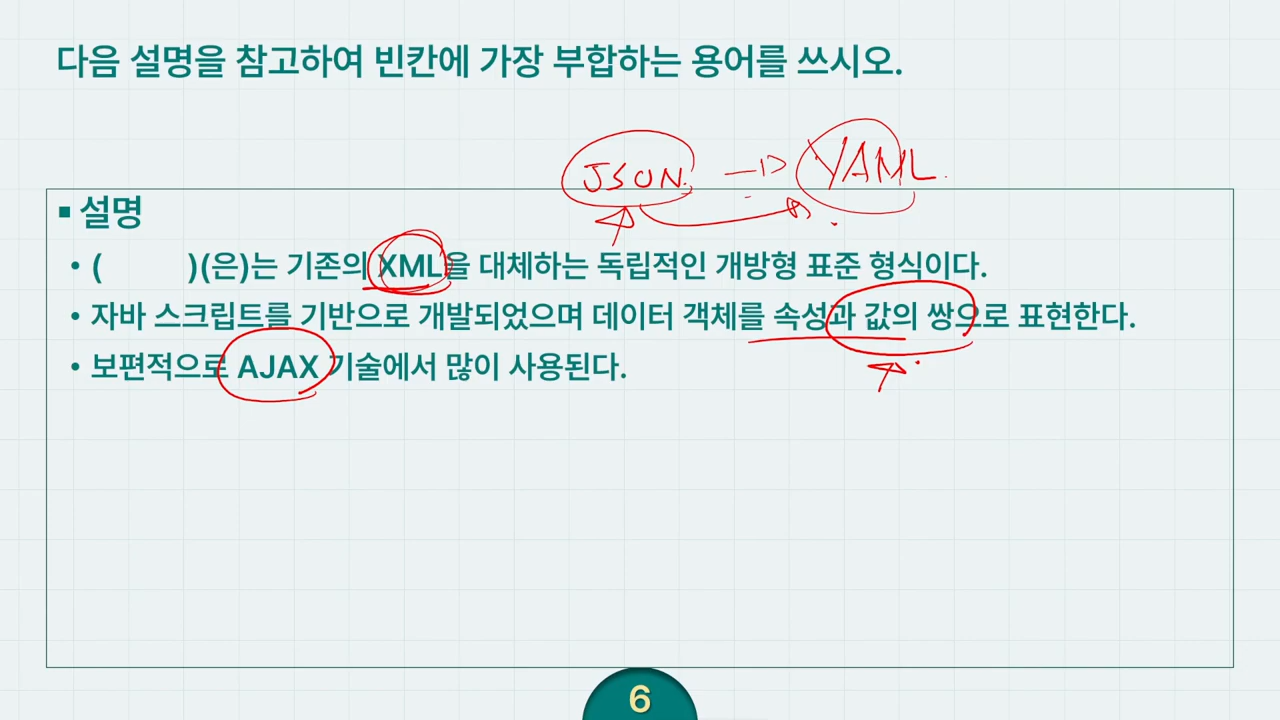 다음 설명을 참고하여 빈칸에 가장 부합하는 용어를 쓰시오.
JSON → YAML
▪ 설명
• ( )(은)는 기존의 XML을 대체하는 독립적인 개방형 표준 형식이다.
• 자바 스크립트를 기반으로 개발되었으며 데이터 객체를 속성과 값의 쌍으로 표현한다.
• 보편적으로 AJAX 기술에서 많이 사용된다.
6